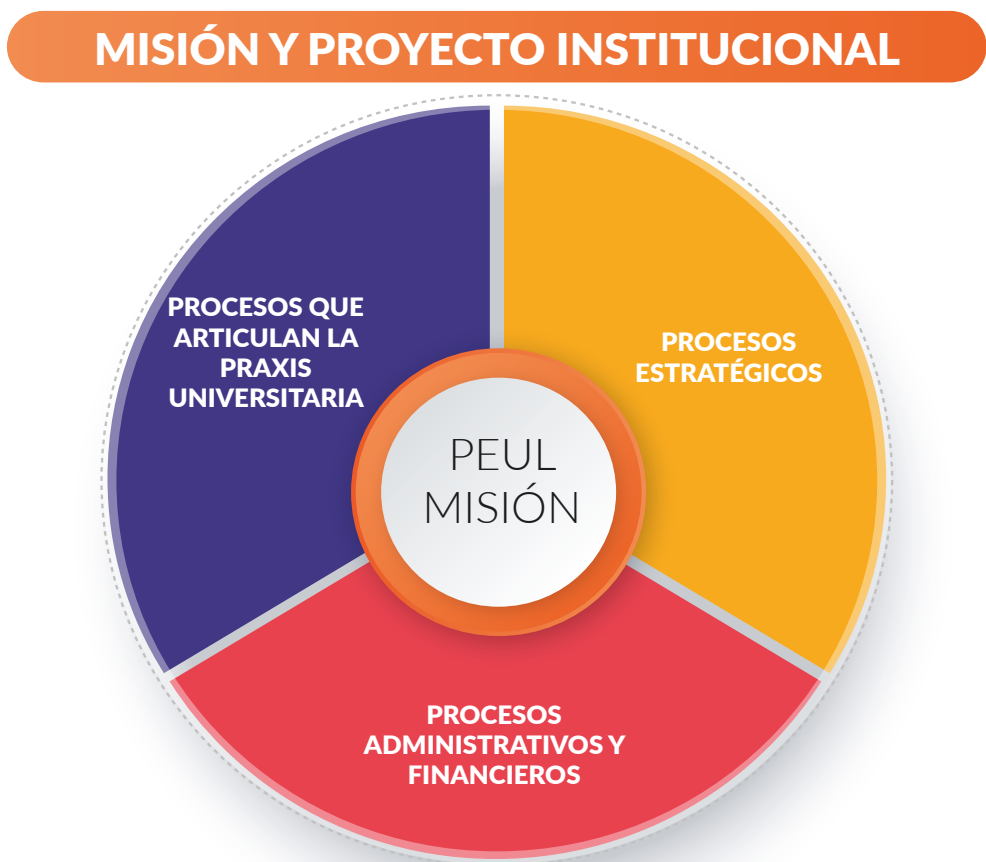 MISIÓN Y PROYECTO INSTITUCIONAL
PROCESOS QUE
ARTICULAN LA
PRAXIS
UNIVERSITARIA
PROCESOS
ESTRATÉGICOS
PEUL
MISIÓN
PROCESOS
ADMINISTRATIVOS Y
FINANCIEROS